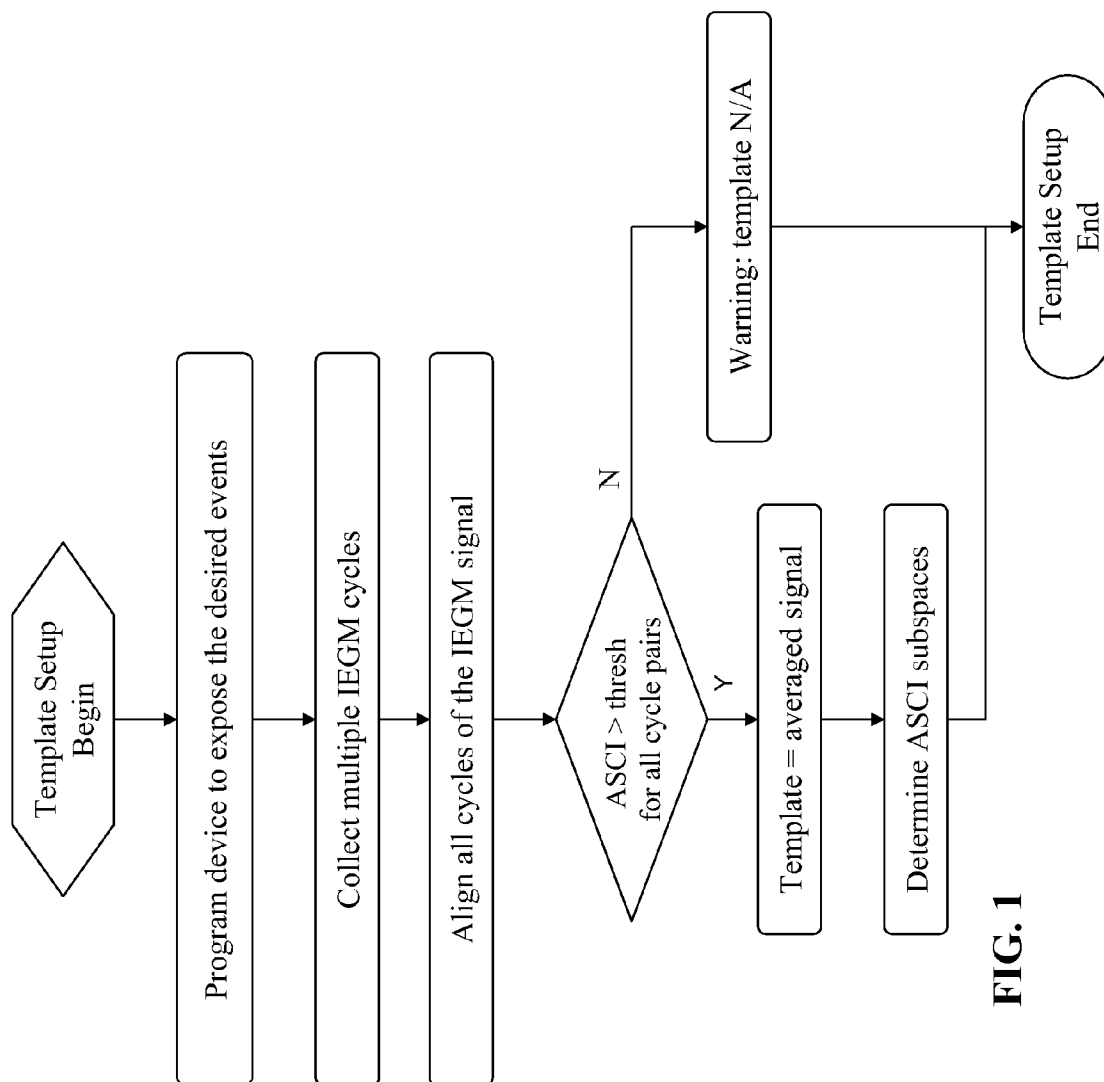 Template Setup
Begin
Program device to expose the desired events
Collect multiple IEGM cycles
Align all cycles of the IEGM signal
ASCI > thresh
for all cycle pairs
N
Y
Warning: template N/A
Template = averaged signal
Determine ASCI subspaces
Template Setup
End
FIG. 1